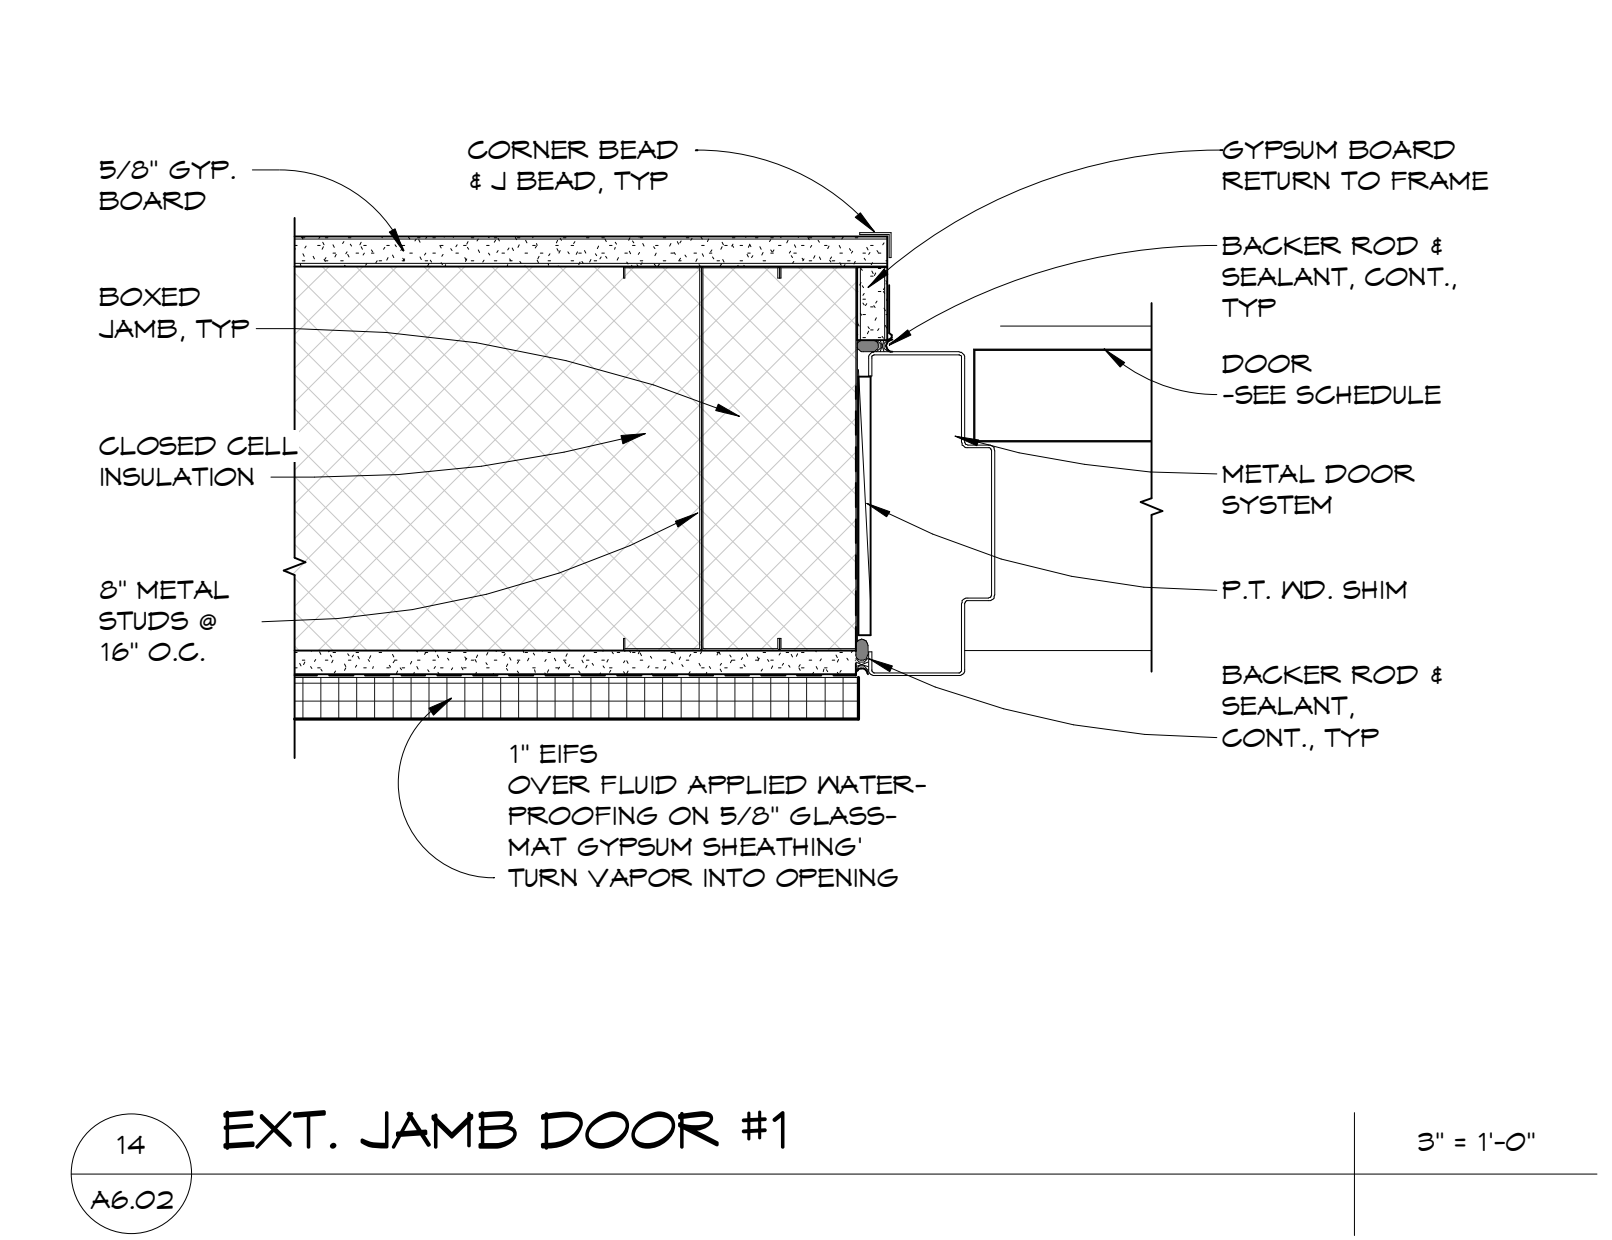 5/8" GYP.
BOARD
CORNER BEAD
& J BEAD, TYP
GYPSUM BOARD
RETURN TO FRAME
BACKER ROD &
SEALANT, CONT.,
TYP
BOXED
JAMB, TYP
DOOR
-SEE SCHEDULE
CLOSED CELL
INSULATION
METAL DOOR
SYSTEM
8" METAL
STUDS @
16" O.C.
P.T. WD. SHIM
BACKER ROD &
SEALANT,
CONT., TYP
1" EIFS
OVER FLUID APPLIED WATER-
PROOFING ON 5/8" GLASS-
MAT GYPSUM SHEATHING'
TURN VAPOR INTO OPENING
14
A6.02
EXT. JAMB DOOR #1
3" = 1'-0"